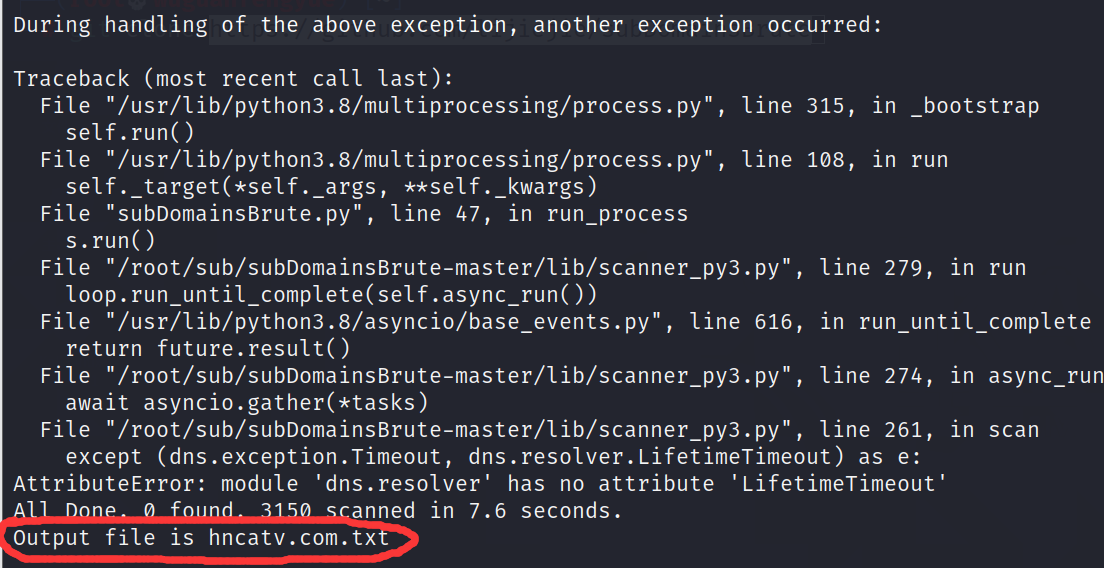 During handling of the above exception, another exception occurred:
Traceback (most recent call last):
  File "/usr/lib/python3.8/multiprocessing/process.py", line 315, in _bootstrap
    self.run()
  File "/usr/lib/python3.8/multiprocessing/process.py", line 108, in run
    self._target(*self._args, **self._kwargs)
  File "subDomainsBrute.py", line 47, in run_process
    s.run()
  File "/root/sub/subDomainsBrute-master/lib/scanner_py3.py", line 279, in run
    loop.run_until_complete(self.async_run())
  File "/usr/lib/python3.8/asyncio/base_events.py", line 616, in run_until_complete
    return future.result()
  File "/root/sub/subDomainsBrute-master/lib/scanner_py3.py", line 274, in async_run
    await asyncio.gather(*tasks)
  File "/root/sub/subDomainsBrute-master/lib/scanner_py3.py", line 261, in scan
    except (dns.exception.Timeout, dns.resolver.LifetimeTimeout) as e:
AttributeError: module 'dns.resolver' has no attribute 'LifetimeTimeout'
All Done. 0 found, 3150 scanned in 7.6 seconds.
Output file is hncatv.com.txt